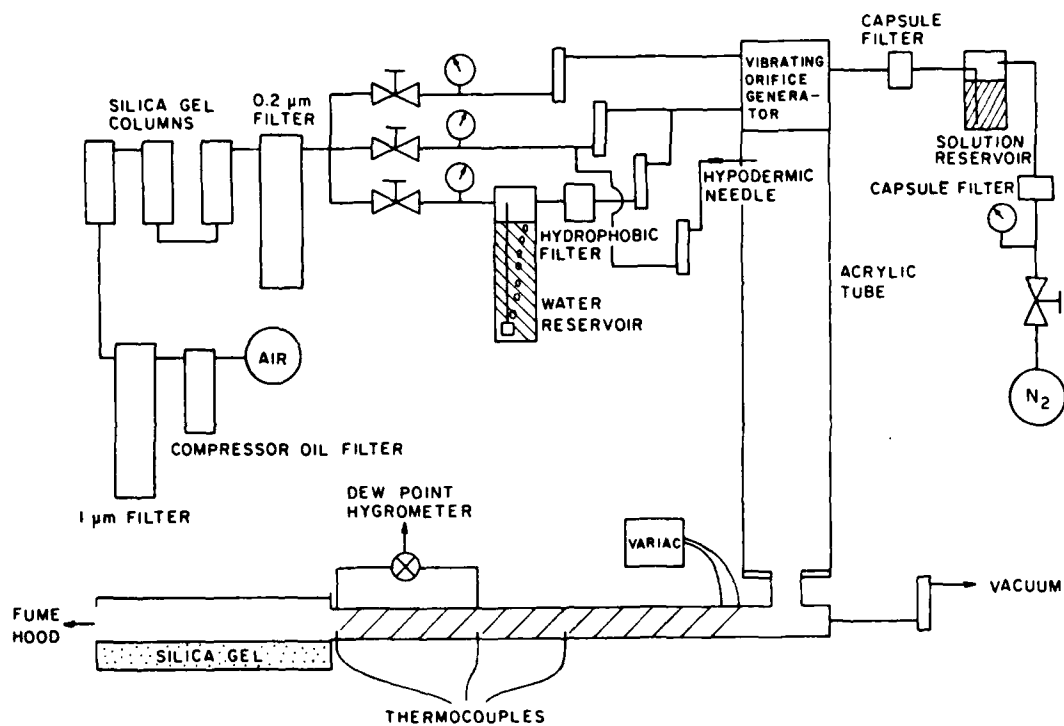 CAPSULE
FILTER
VIBRATING
ORIFICE
GENERA-
TOR
SILICA GEL
COLUMNS
0.2 μm
FILTER
SOLUTION
RESERVOIR
HYPODERMIC
NEEDLE
CAPSULE FILTER
HYDROPHOBIC
FILTER
ACRYLIC
TUBE
WATER
RESERVOIR
AIR
N2
COMPRESSOR OIL FILTER
1 μm FILTER
DEW POINT
HYGROMETER
VARIAC
VACUUM
FUME
HOOD
SILICA GEL
THERMOCOUPLES